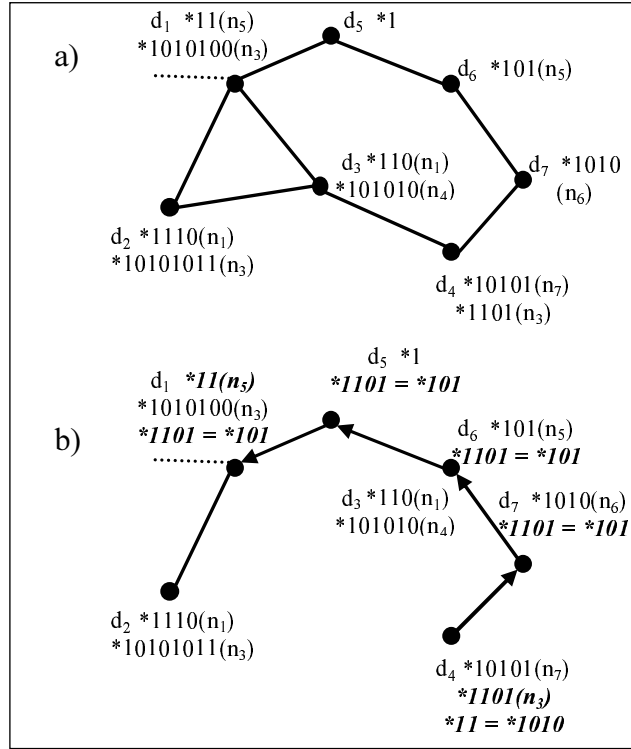 a)
d₁ *11(n₅)
*1010100(n₃)
d₅ *1
d₆ *101(n₅)
d₃ *110(n₁)
*101010(n₄)
d₇ *1010
(n₆)
d₂ *1110(n₁)
*10101011(n₃)
d₄ *10101(n₇)
*1101(n₃)
b)
d₅ *1
*1101 = *101
d₁ *11(n₅)
*1010100(n₃)
*1101 = *101
d₆ *101(n₅)
*1101 = *101
d₃ *110(n₁)
*101010(n₄)
d₇ *1010(n₆)
*1101 = *101
d₂ *1110(n₁)
*10101011(n₃)
d₄ *10101(n₇)
*1101(n₃)
*11 = *1010